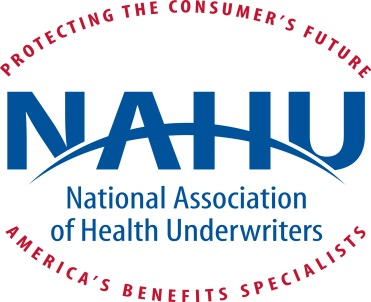 PROTECTING THE CONSUMER'S FUTURE
NAHU
National Association
of Health Underwriters
AMERICA'S BENEFITS SPECIALISTS